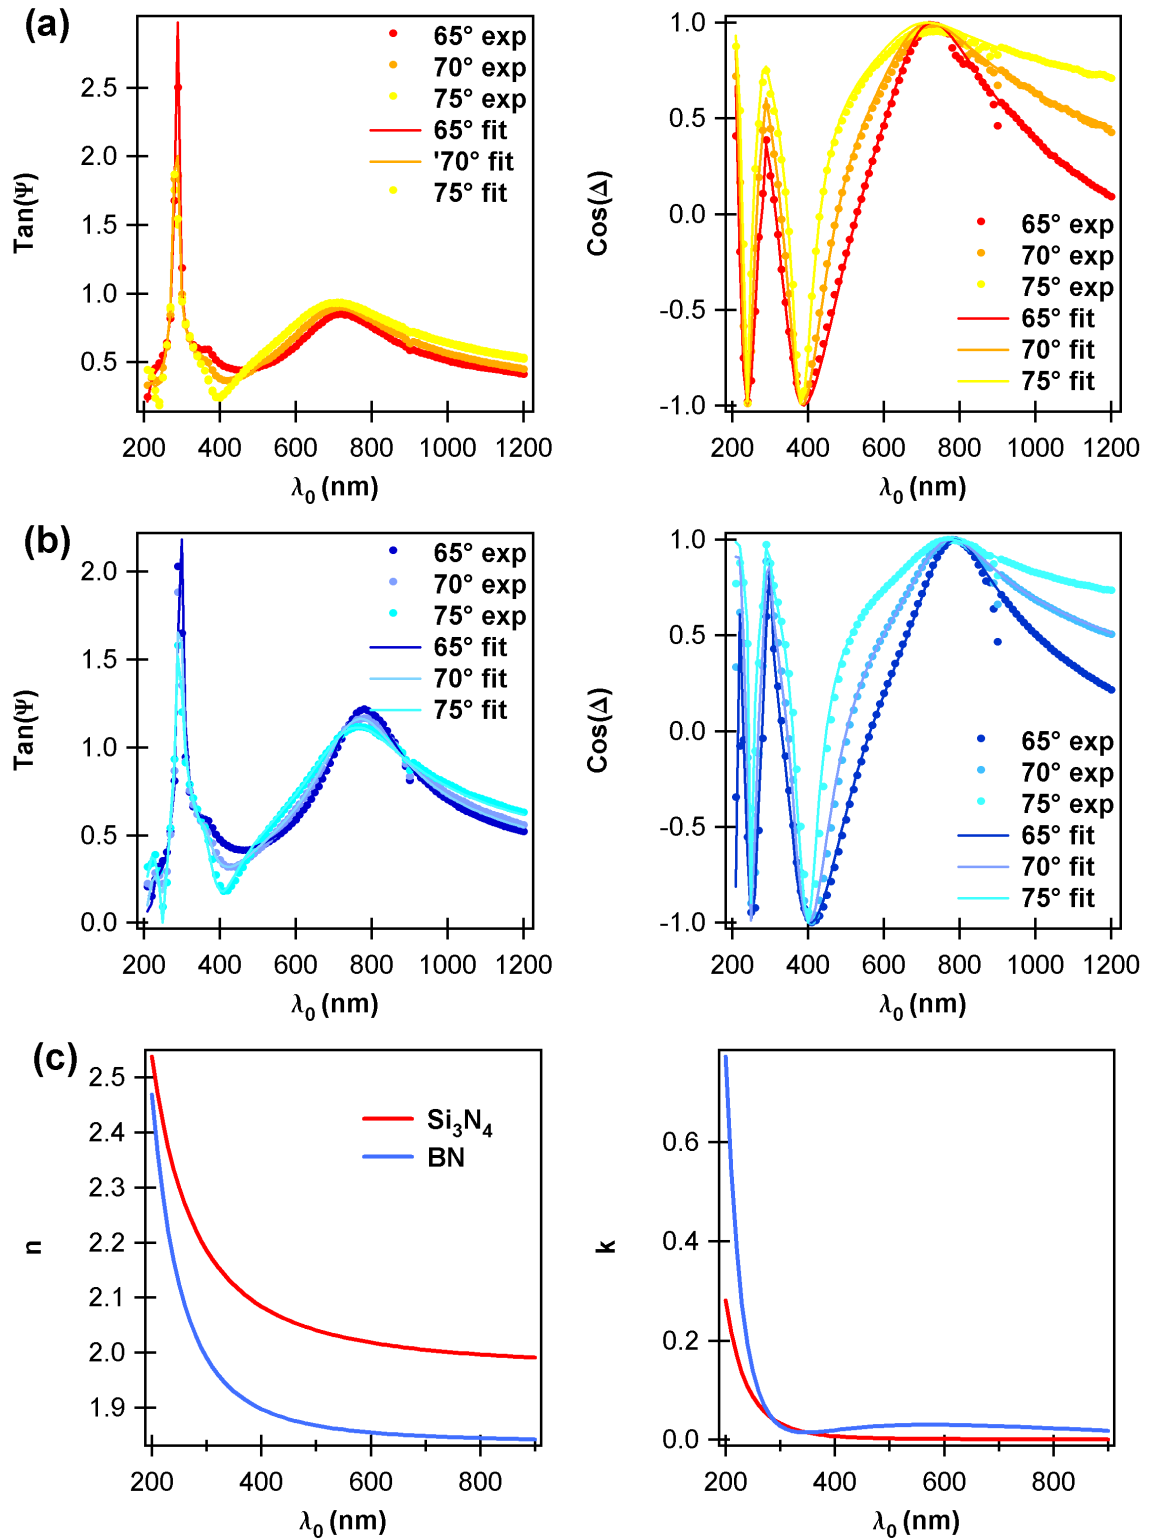 (a)
65° exp
70° exp
75° exp
65° fit
'70° fit
75° fit
2.5
2.0
1.5
1.0
0.5
Tan(Ψ)
200 400 600 800 1000 1200
λ0 (nm)
1.0
0.5
0.0
-0.5
-1.0
Cos(Δ)
65° exp
70° exp
75° exp
65° fit
70° fit
75° fit
200 400 600 800 1000 1200
λ0 (nm)
(b)
65° exp
70° exp
75° exp
65° fit
70° fit
75° fit
2.0
1.5
1.0
0.5
0.0
Tan(Ψ)
200 400 600 800 1000 1200
λ0 (nm)
1.0
0.5
0.0
-0.5
-1.0
Cos(Δ)
65° exp
70° exp
75° exp
65° fit
70° fit
75° fit
200 400 600 800 1000 1200
λ0 (nm)
(c)
2.5
2.4
2.3
2.2
2.1
2.0
1.9
n
Si3N4
BN
200 400 600 800
λ0 (nm)
0.6
0.4
0.2
0.0
k
200 400 600 800
λ0 (nm)